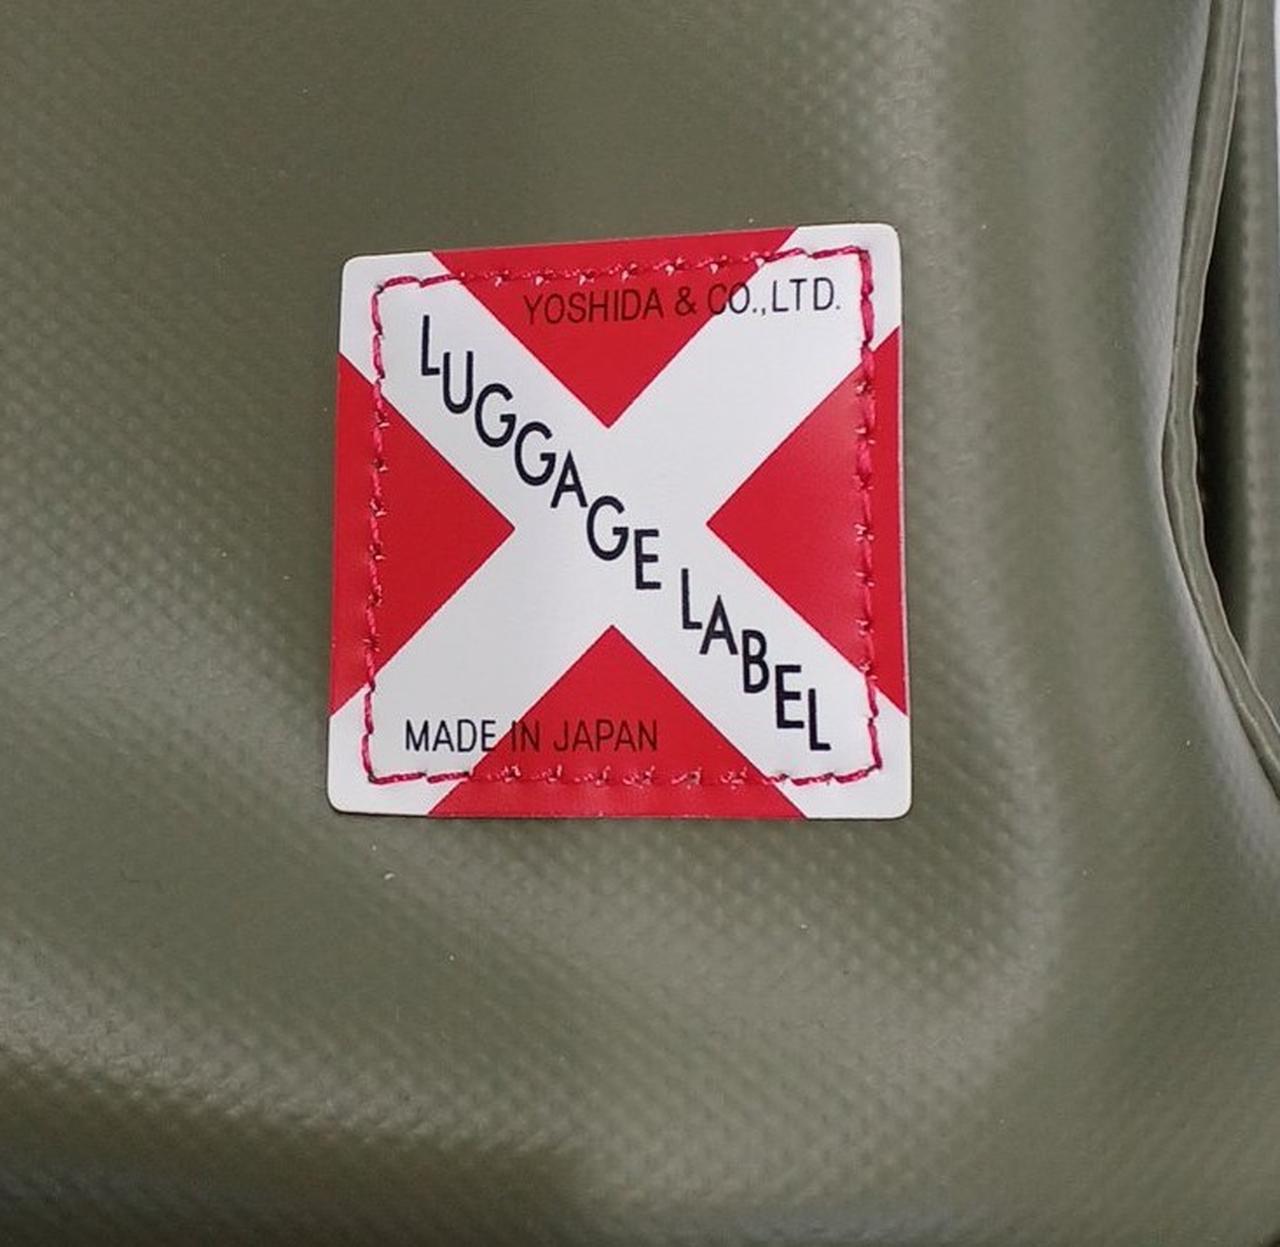 YOSHIDA & CO.,LTD.
LUGGAGE LABEL
MADE IN JAPAN